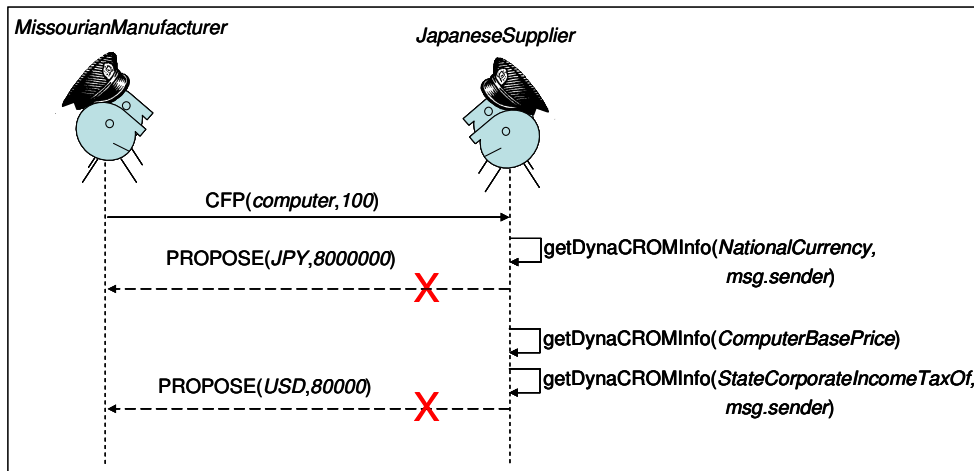 MissourianManufacturer
JapaneseSupplier
CFP(computer,100)
getDynaCROMInfo(NationalCurrency,
msg.sender)
PROPOSE(JPY,8000000)
X
getDynaCROMInfo(ComputerBasePrice)
getDynaCROMInfo(StateCorporateIncomeTaxOf,
msg.sender)
PROPOSE(USD,80000)
X